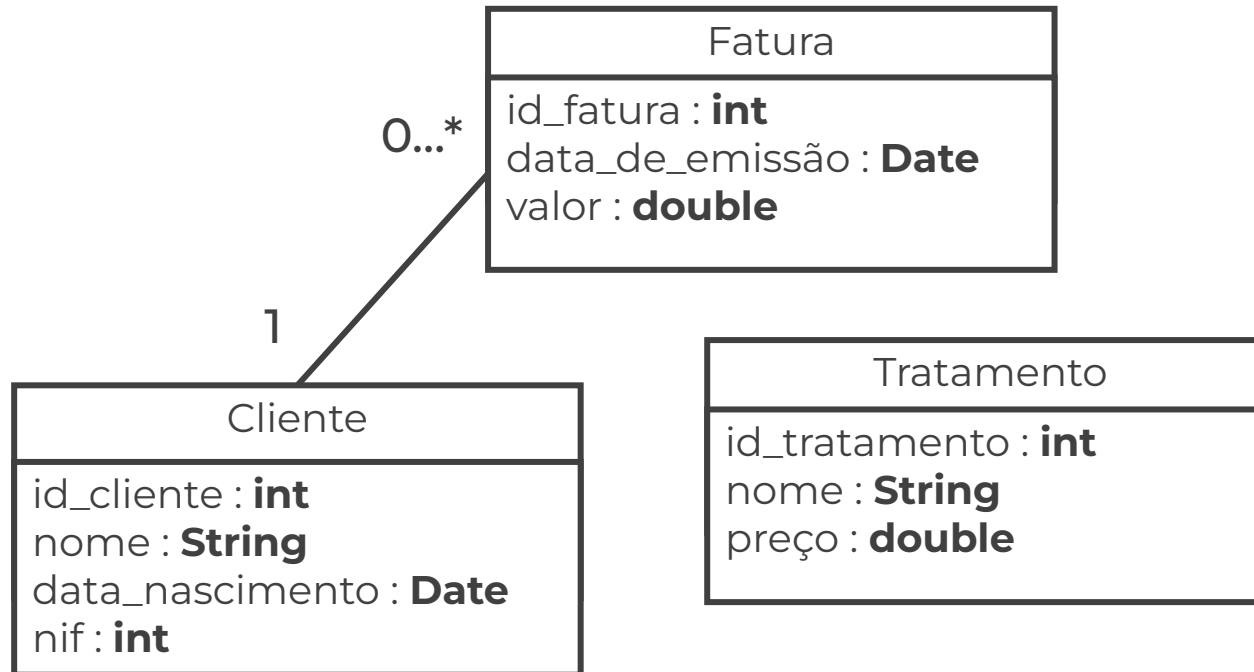 Fatura
id_fatura : int
data_de_emissão : Date
valor : double
0...*
1
Cliente
id_cliente : int
nome : String
data_nascimento : Date
nif : int
Tratamento
id_tratamento : int
nome : String
preço : double